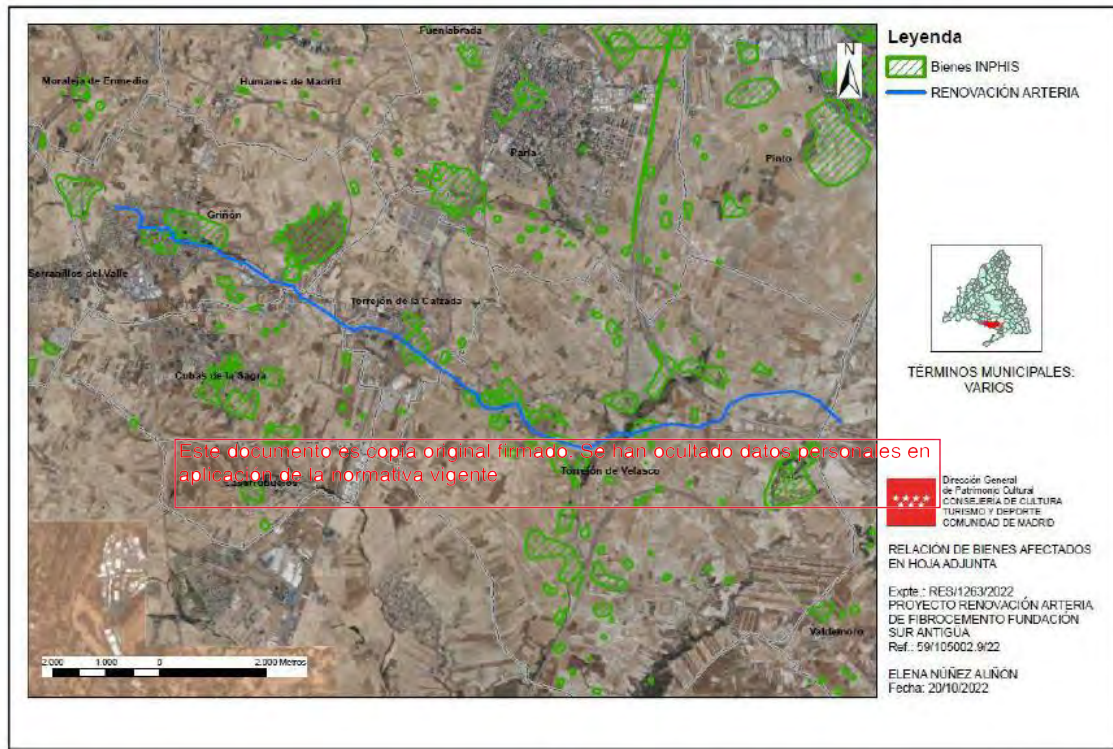 Fuenlabrada
Moraleja de Enmedio
Humanes de Madrid
Parla
Pinto
Griñón
Serranillos del Valle
Torrejón de la Calzada
Cubas de la Sagra
Este documento es copia original firmado. Se han ocultado datos personales en
aplicación de la normativa vigente
Casarrubuelos
Torrejón de Velasco
Valdemoro
2.000 1.000 0 2.000 Metros
N
Leyenda
Bienes INPHIS
RENOVACIÓN ARTERIA
TÉRMINOS MUNICIPALES:
VARIOS
Dirección General
de Patrimonio Cultural
CONSEJERÍA DE CULTURA
TURISMO Y DEPORTE
COMUNIDAD DE MADRID
RELACIÓN DE BIENES AFECTADOS
EN HOJA ADJUNTA
Expte.: RES/1263/2022
PROYECTO RENOVACIÓN ARTERIA
DE FIBROCEMENTO FUNDACIÓN
SUR ANTIGUA
Ref.: 59/105002.9/22
ELENA NÚÑEZ AUÑÓN
Fecha: 20/10/2022